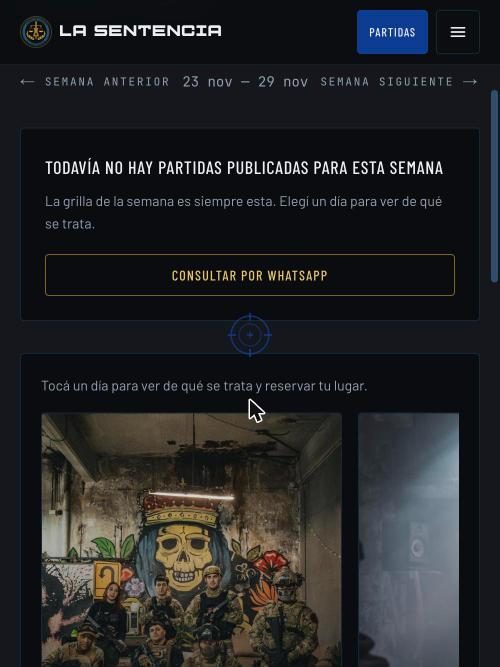 LA SENTENCIA
PARTIDAS
← SEMANA ANTERIOR 23 nov — 29 nov SEMANA SIGUIENTE →
TODAVÍA NO HAY PARTIDAS PUBLICADAS PARA ESTA SEMANA
La grilla de la semana es siempre esta. Elegí un día para ver de qué
se trata.
CONSULTAR POR WHATSAPP
Tocá un día para ver de qué se trata y reservar tu lugar.